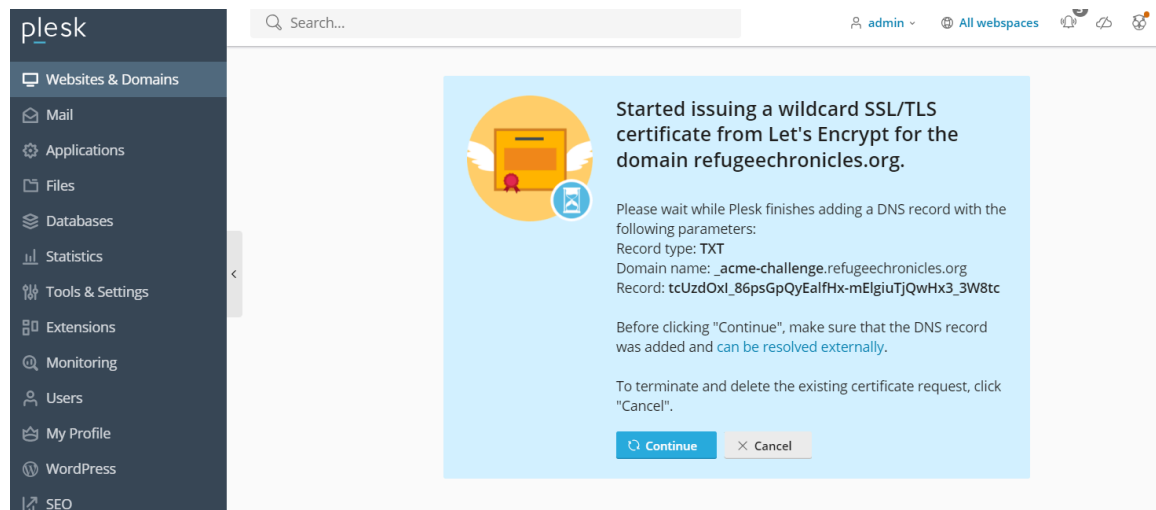 plesk
Search...
admin
All webspaces
Websites & Domains
Mail
Applications
Files
Databases
Statistics
Tools & Settings
Extensions
Monitoring
Users
My Profile
WordPress
SEO
Started issuing a wildcard SSL/TLS
certificate from Let's Encrypt for the
domain refugeechronicles.org.
Please wait while Plesk finishes adding a DNS record with the
following parameters:
Record type: TXT
Domain name: _acme-challenge.refugeechronicles.org
Record: tcUzdOxI_86psGpQyEalfHx-mElgiuTjQwHx3_3W8tc
Before clicking "Continue", make sure that the DNS record
was added and can be resolved externally.
To terminate and delete the existing certificate request, click
"Cancel".
Continue
Cancel